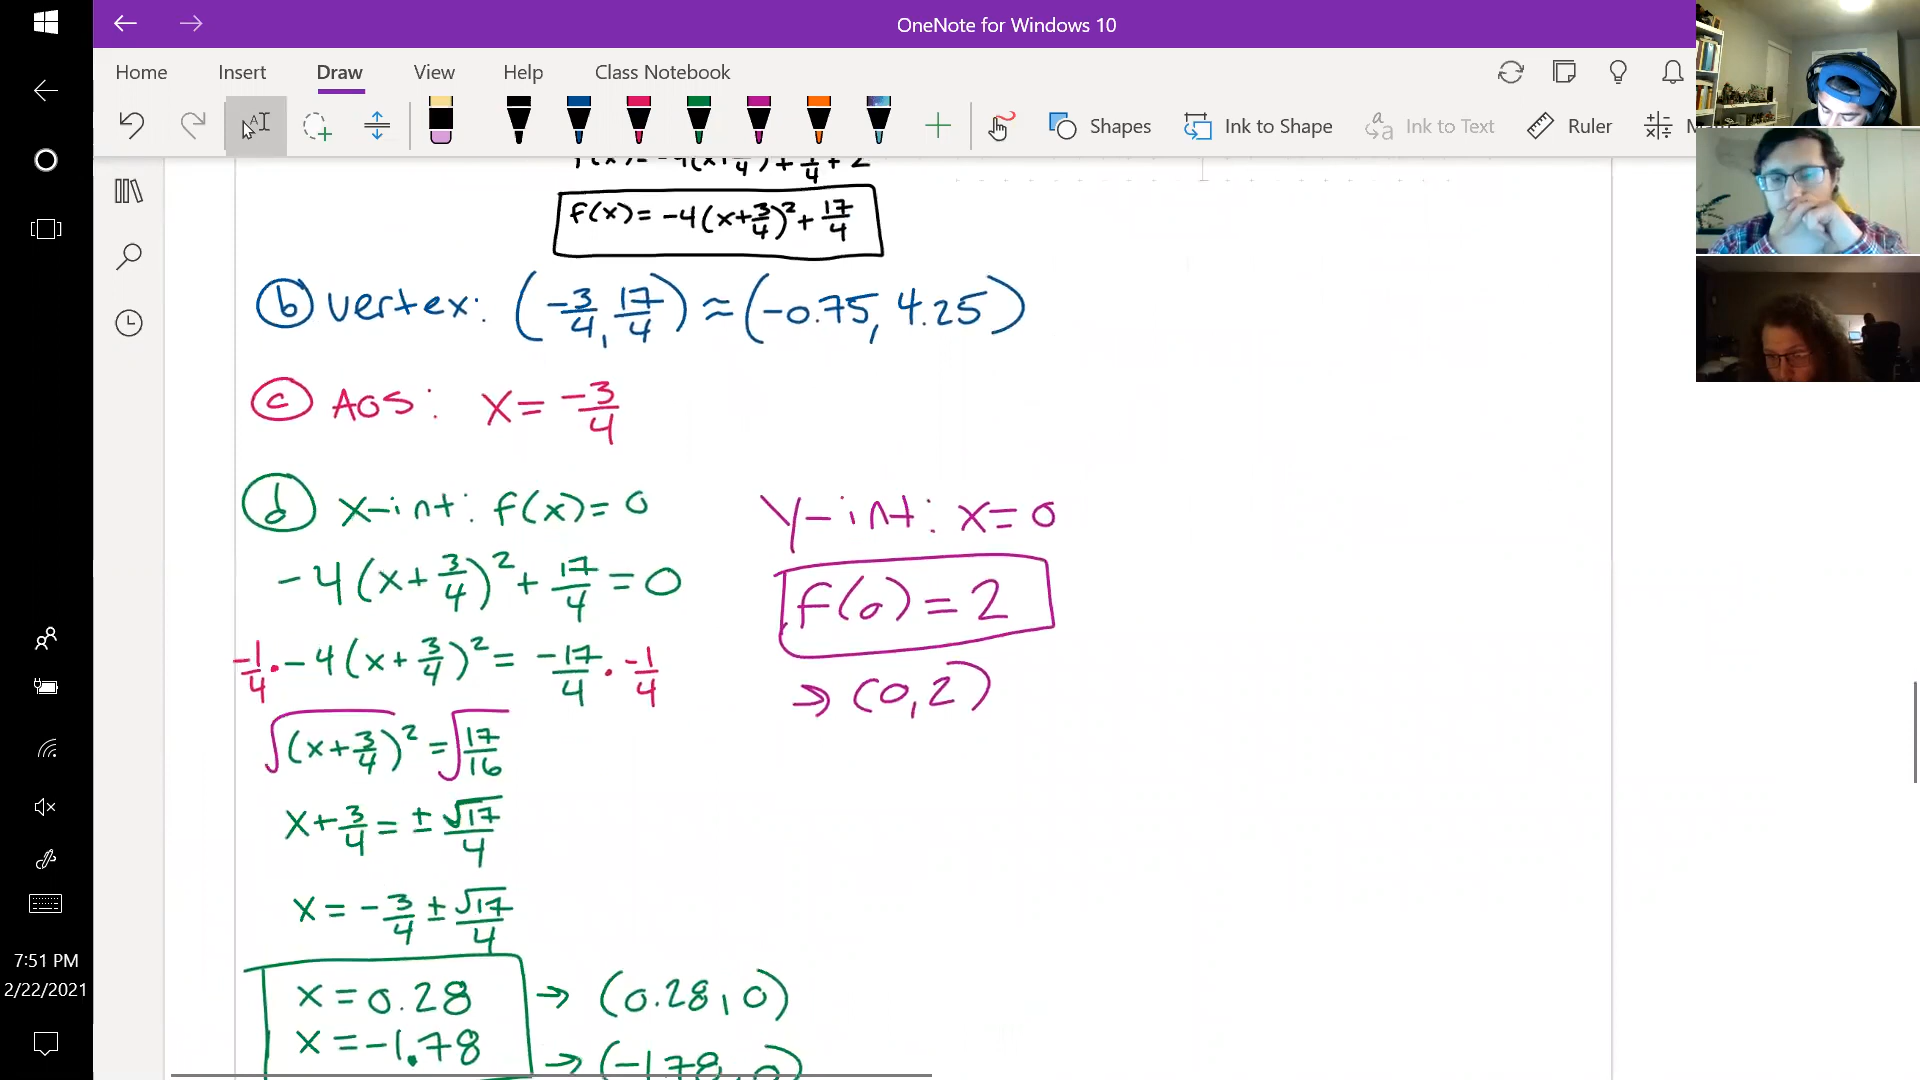 OneNote for Windows 10
Home Insert Draw View Help Class Notebook
Shapes Ink to Shape Ink to Text Ruler
f(x) = -4(x+3/4)²+17/4
b vertex: (-3/4, 17/4) ≈ (-0.75, 4.25)
c AOS: x = -3/4
d x-int: f(x) = 0
-4(x+3/4)²+17/4 = 0
-1/4 · -4(x+3/4)² = -17/4 · -1/4
√(x+3/4)² = √17/16
x+3/4 = ±√17/4
x = -3/4 ± √17/4
x = 0.28 → (0.28, 0)
x = -1.78 → (-1.78, 0)
Y-int: x = 0
f(0) = 2
→ (0,2)
7:51 PM
2/22/2021